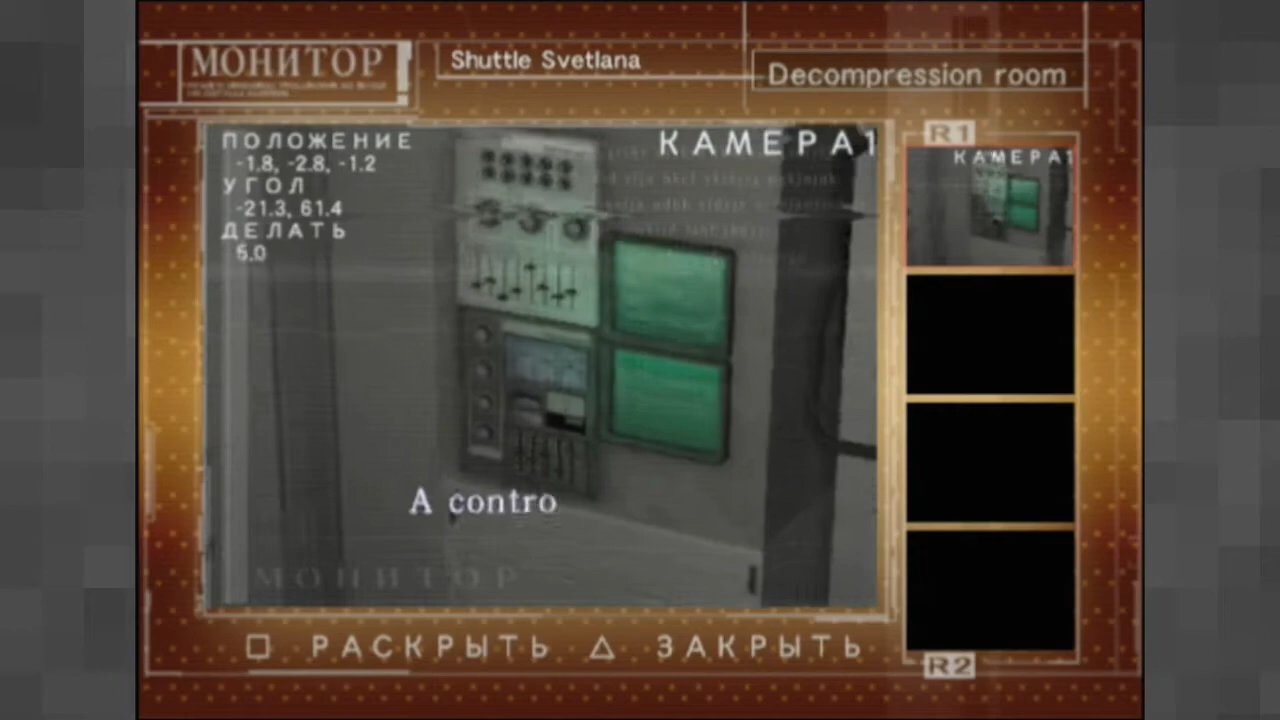 МОНИТОР
Shuttle Svetlana
Decompression room
ПОЛОЖЕНИЕ
-1.8, -2.8, -1.2
УГОЛ
-21.3, 61.4
ДЕЛАТЬ
5.0
КАМЕРА1
R1
КАМЕРА1
A contro
МОНИТОР
□ РАСКРЫТЬ △ ЗАКРЫТЬ
R2